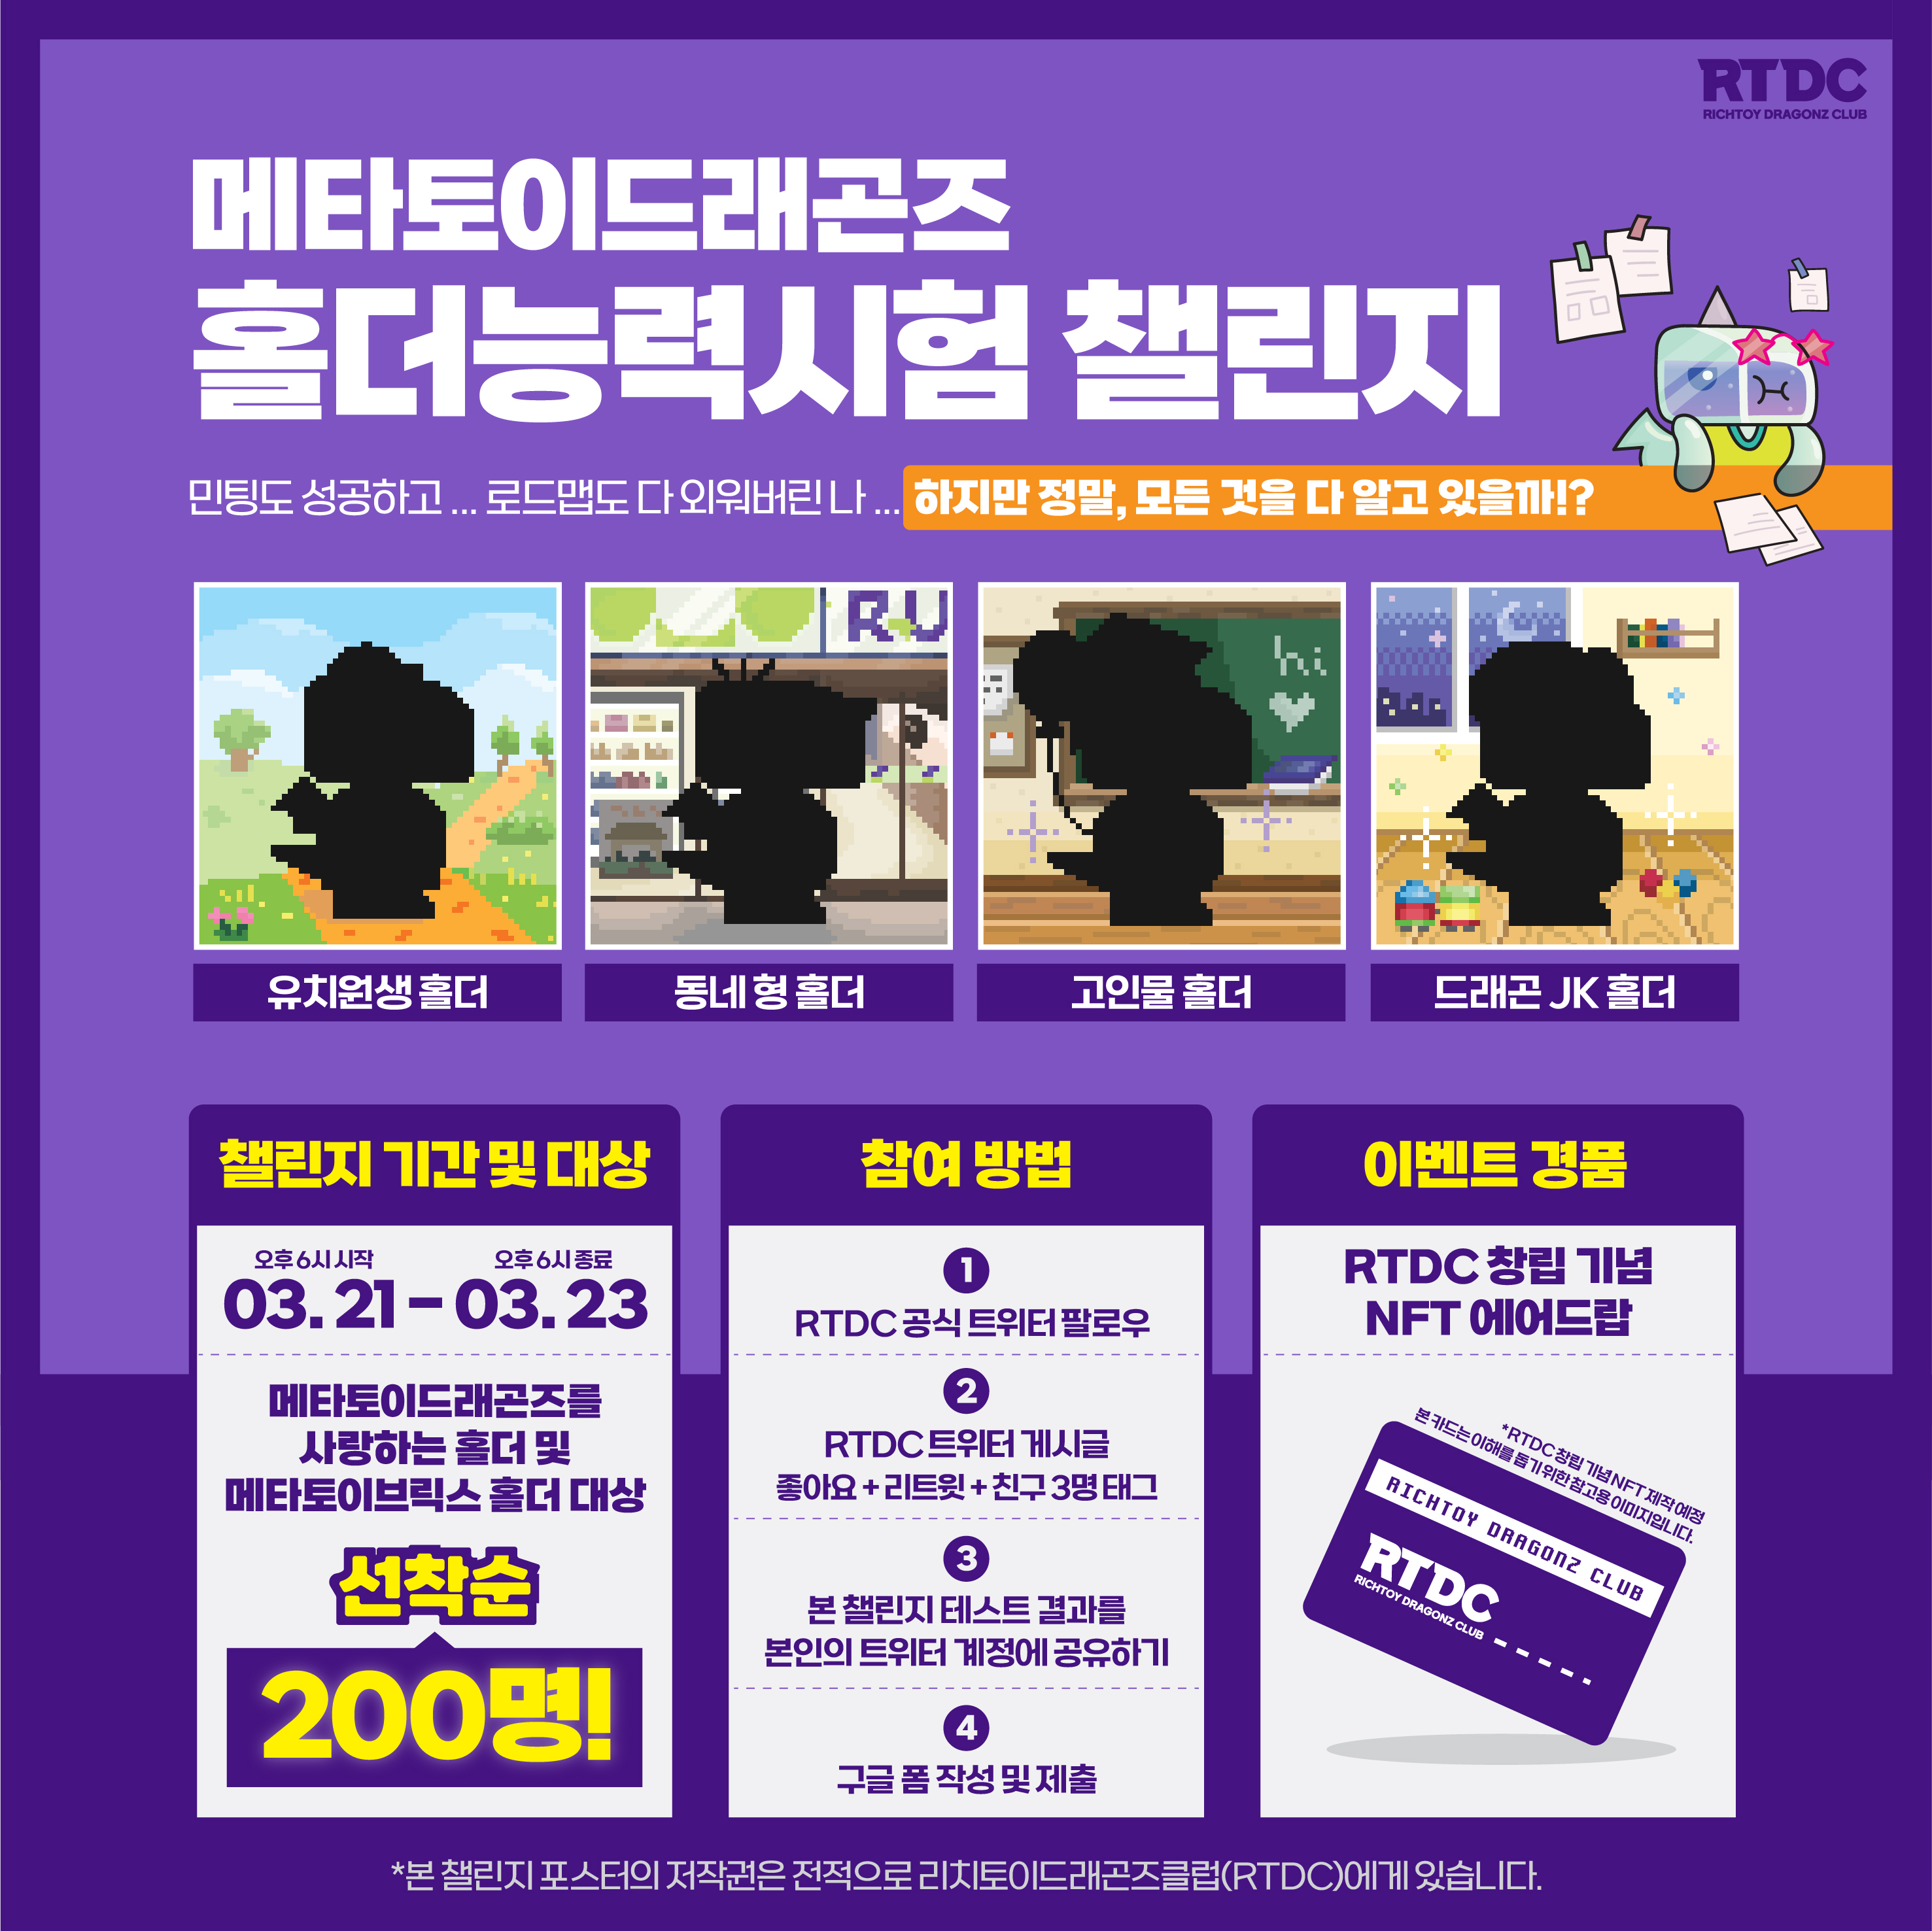 RTDC
RICHTOY DRAGONZ CLUB
메타토이드래곤즈
홀더능력시험 챌린지
민팅도 성공하고 ... 로드맵도 다 외워버린 나 ... 하지만 정말, 모든 것을 다 알고 있을까!?
RU
hi
유치원생 홀더
동네 형 홀더
고인물 홀더
드래곤 JK 홀더
챌린지 기간 및 대상
오후 6시 시작 오후 6시 종료
03. 21 – 03. 23
메타토이드래곤즈를
사랑하는 홀더 및
메타토이브릭스 홀더 대상
선착순
200명!
참여 방법
1
RTDC 공식 트위터 팔로우
2
RTDC 트위터 게시글
좋아요 + 리트윗 + 친구 3명 태그
3
본 챌린지 테스트 결과를
본인의 트위터 계정에 공유하기
4
구글 폼 작성 및 제출
이벤트 경품
RTDC 창립 기념
NFT 에어드랍
*RTDC 창립 기념 NFT 제작 예정
본 카드는 이해를 돕기 위한 참고용 이미지입니다.
RICHTOY DRAGONZ CLUB
RTDC
RICHTOY DRAGONZ CLUB
*본 챌린지 포스터의 저작권은 전적으로 리치토이드래곤즈클럽(RTDC)에게 있습니다.